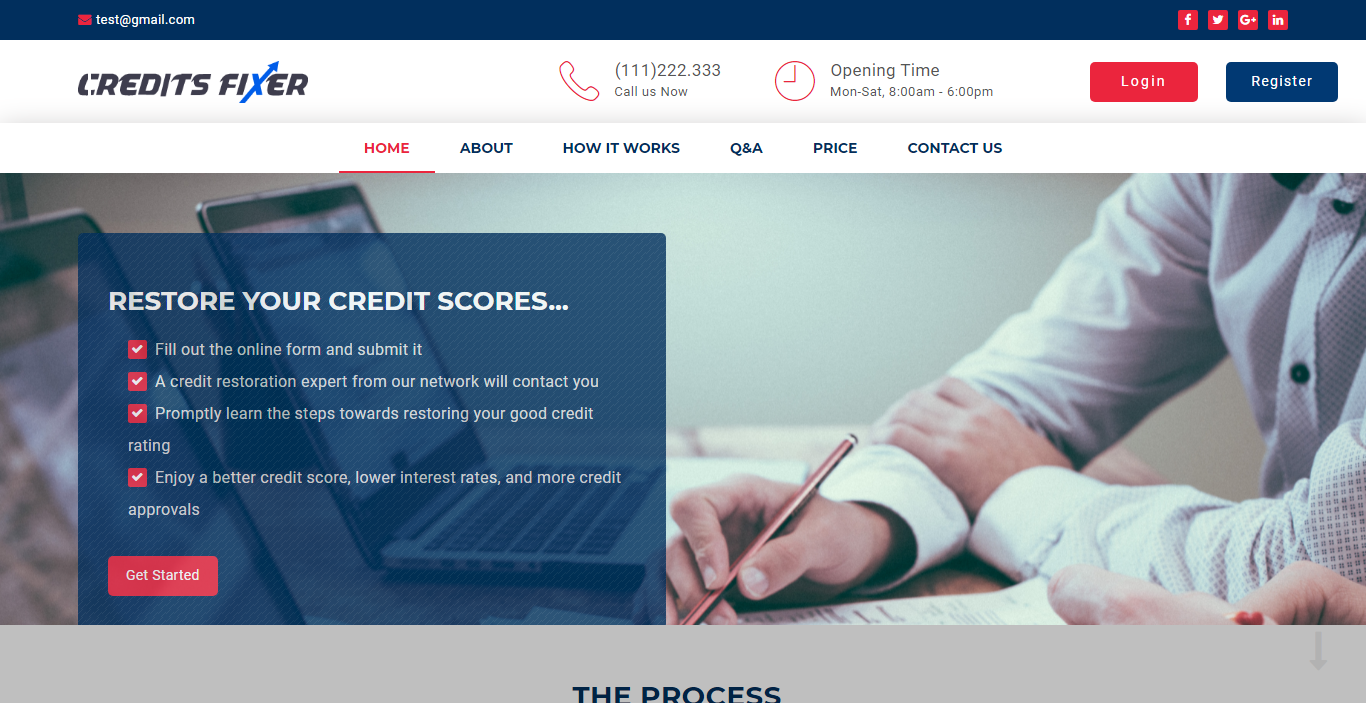 test@gmail.com
CREDITS FIXER
(111)222.333
Call us Now
Opening Time
Mon-Sat, 8:00am - 6:00pm
Login
Register
HOME
ABOUT
HOW IT WORKS
Q&A
PRICE
CONTACT US
RESTORE YOUR CREDIT SCORES...
Fill out the online form and submit it
A credit restoration expert from our network will contact you
Promptly learn the steps towards restoring your good credit
rating
Enjoy a better credit score, lower interest rates, and more credit
approvals
Get Started
THE PROCESS